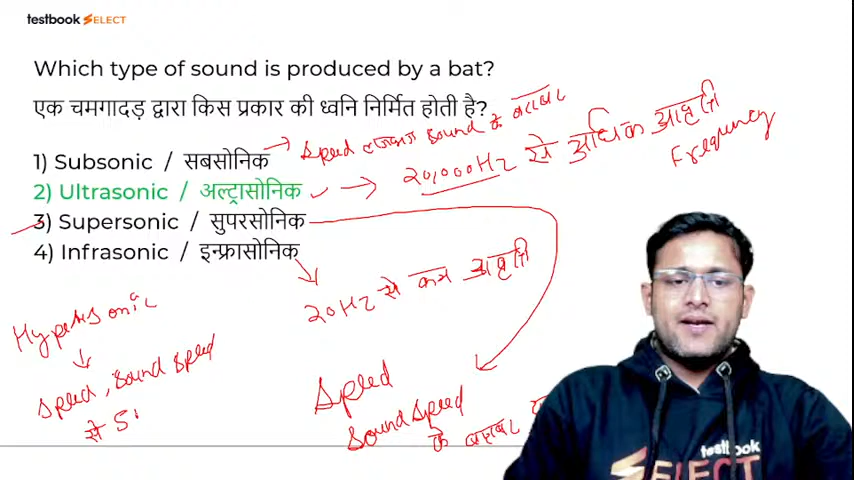 testbook SELECT
Which type of sound is produced by a bat?
एक चमगादड़ द्वारा किस प्रकार की ध्वनि निर्मित होती है?
1) Subsonic / सबसोनिक
Speed लगभग sound के बराबर
2) Ultrasonic / अल्ट्रासोनिक
20,000Hz से अधिक आवृत्ति
Frequency
3) Supersonic / सुपरसोनिक
4) Infrasonic / इन्फ्रासोनिक
20Hz से कम आवृत्ति
Hypersonic
Speed, Sound Speed
से 5
Speed
Sound Speed
के बराबर
testbook
SELECT